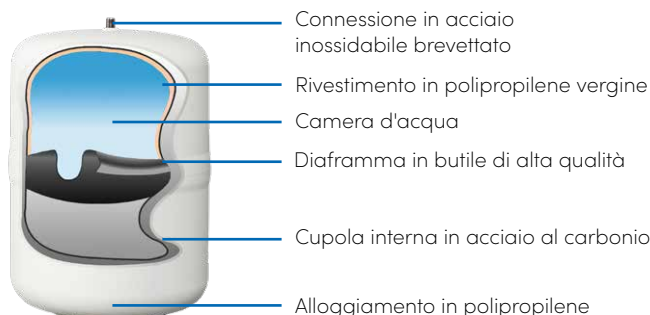 Connessione in acciaio
inossidabile brevettato
Rivestimento in polipropilene vergine
Camera d'acqua
Diaframma in butile di alta qualità
Cupola interna in acciaio al carbonio
Alloggiamento in polipropilene